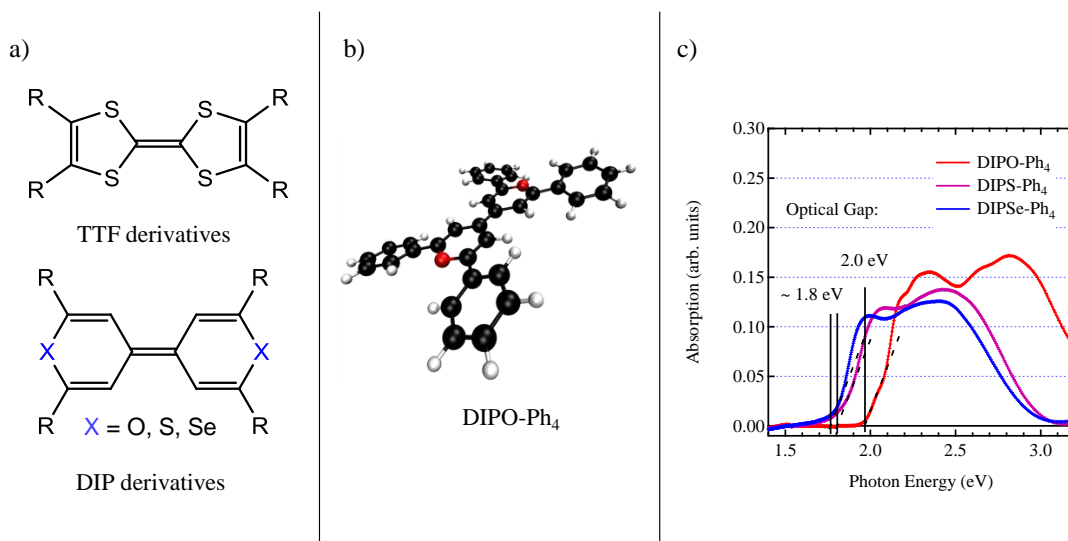 a)
R
R
S
S
S
S
R
R
TTF derivatives
R
R
X
X
R
R
X = O, S, Se
DIP derivatives
b)
DIPO-Ph₄
c)
0.30
0.25
0.20
0.15
0.10
0.05
0.00
Absorption (arb. units)
DIPO-Ph₄
DIPS-Ph₄
DIPSe-Ph₄
Optical Gap:
2.0 eV
~ 1.8 eV
1.5
2.0
2.5
3.0
Photon Energy (eV)